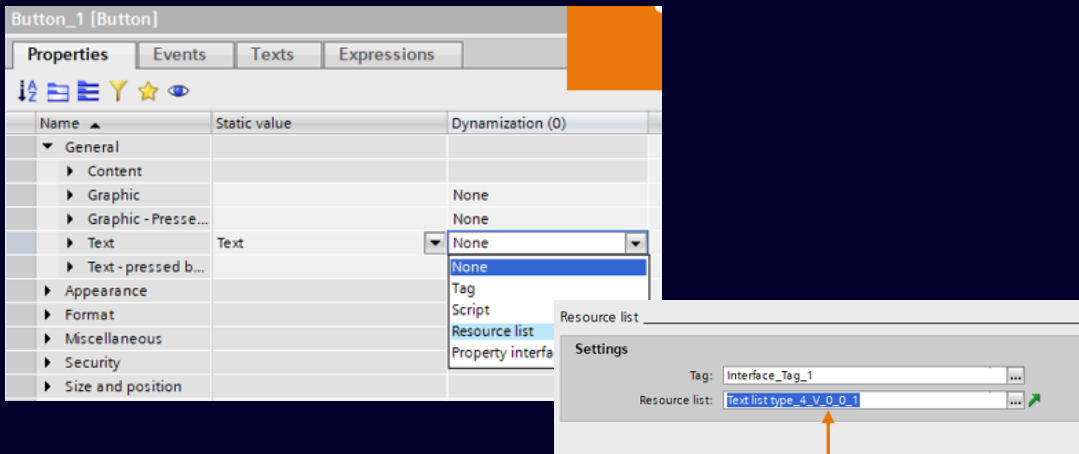 Button_1 [Button]
Properties Events Texts Expressions
Name Static value Dynamization (0)
General
Content
Graphic None
Graphic - Presse... None
Text Text None
Text - pressed b... None
Appearance Tag
Format Script
Miscellaneous Resource list
Security Property interfa
Size and position
Resource list
Settings
Tag: Interface_Tag_1 ...
Resource list: Text list type_4_V_0_0_1 ...